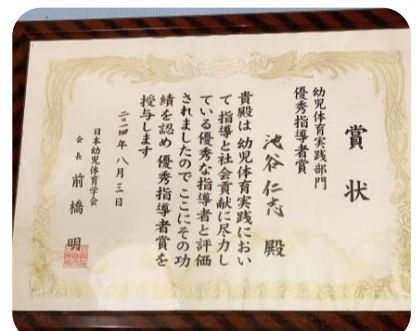 賞状
幼児体育実践部門
優秀指導者賞
池谷仁志 殿
貴殿は 幼児体育実践におい
て 指導と社会貢献に尽力し
ている優秀な指導者と評価
されましたので ここにその功
績を認め 優秀指導者賞を
授与します
二〇一四年八月三一日
日本幼児体育学会
会長 前橋 明